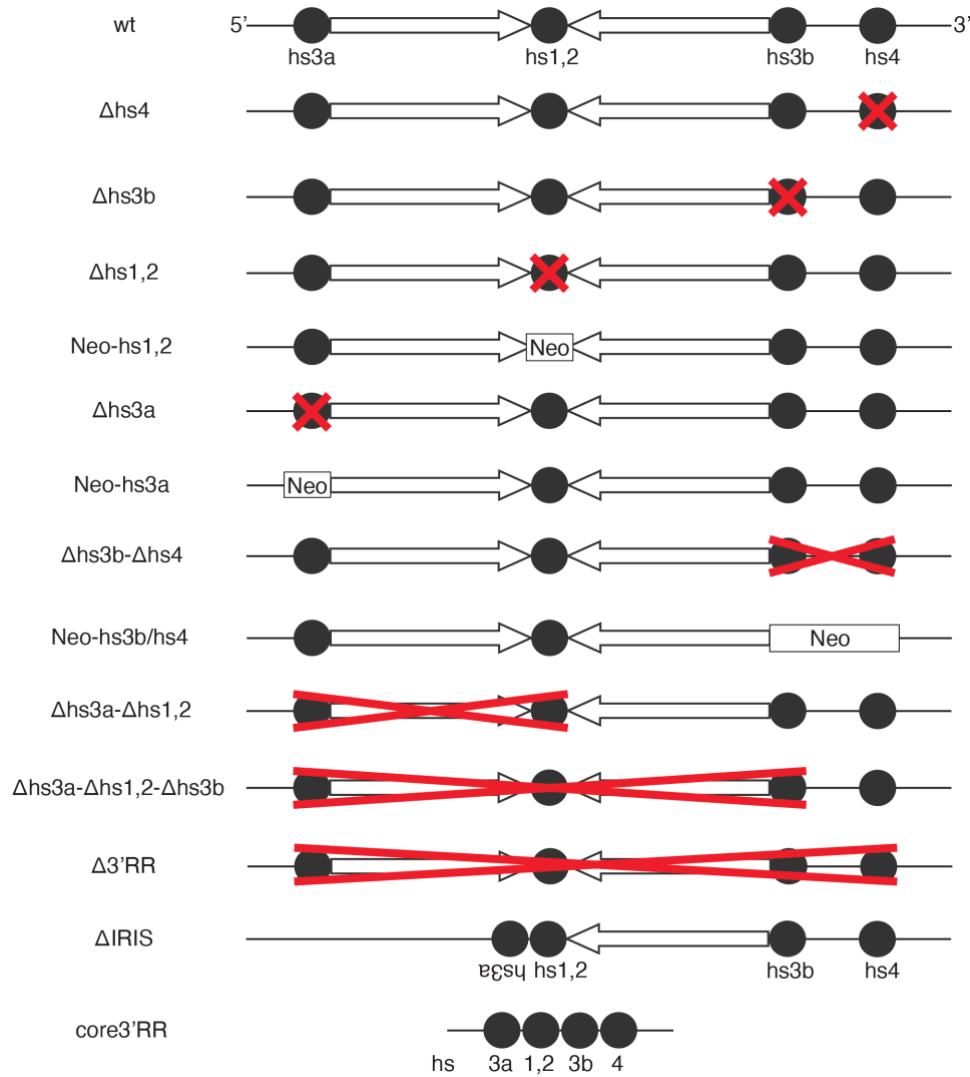 wt 5’ 3’
hs3a hs1,2 hs3b hs4
Δhs4
Δhs3b
Δhs1,2
Neo-hs1,2 Neo
Δhs3a
Neo-hs3a Neo
Δhs3b-Δhs4
Neo-hs3b/hs4 Neo
Δhs3a-Δhs1,2
Δhs3a-Δhs1,2-Δhs3b
Δ3’RR
ΔIRIS
hs3a hs1,2 hs3b hs4
core3’RR
hs 3a 1,2 3b 4